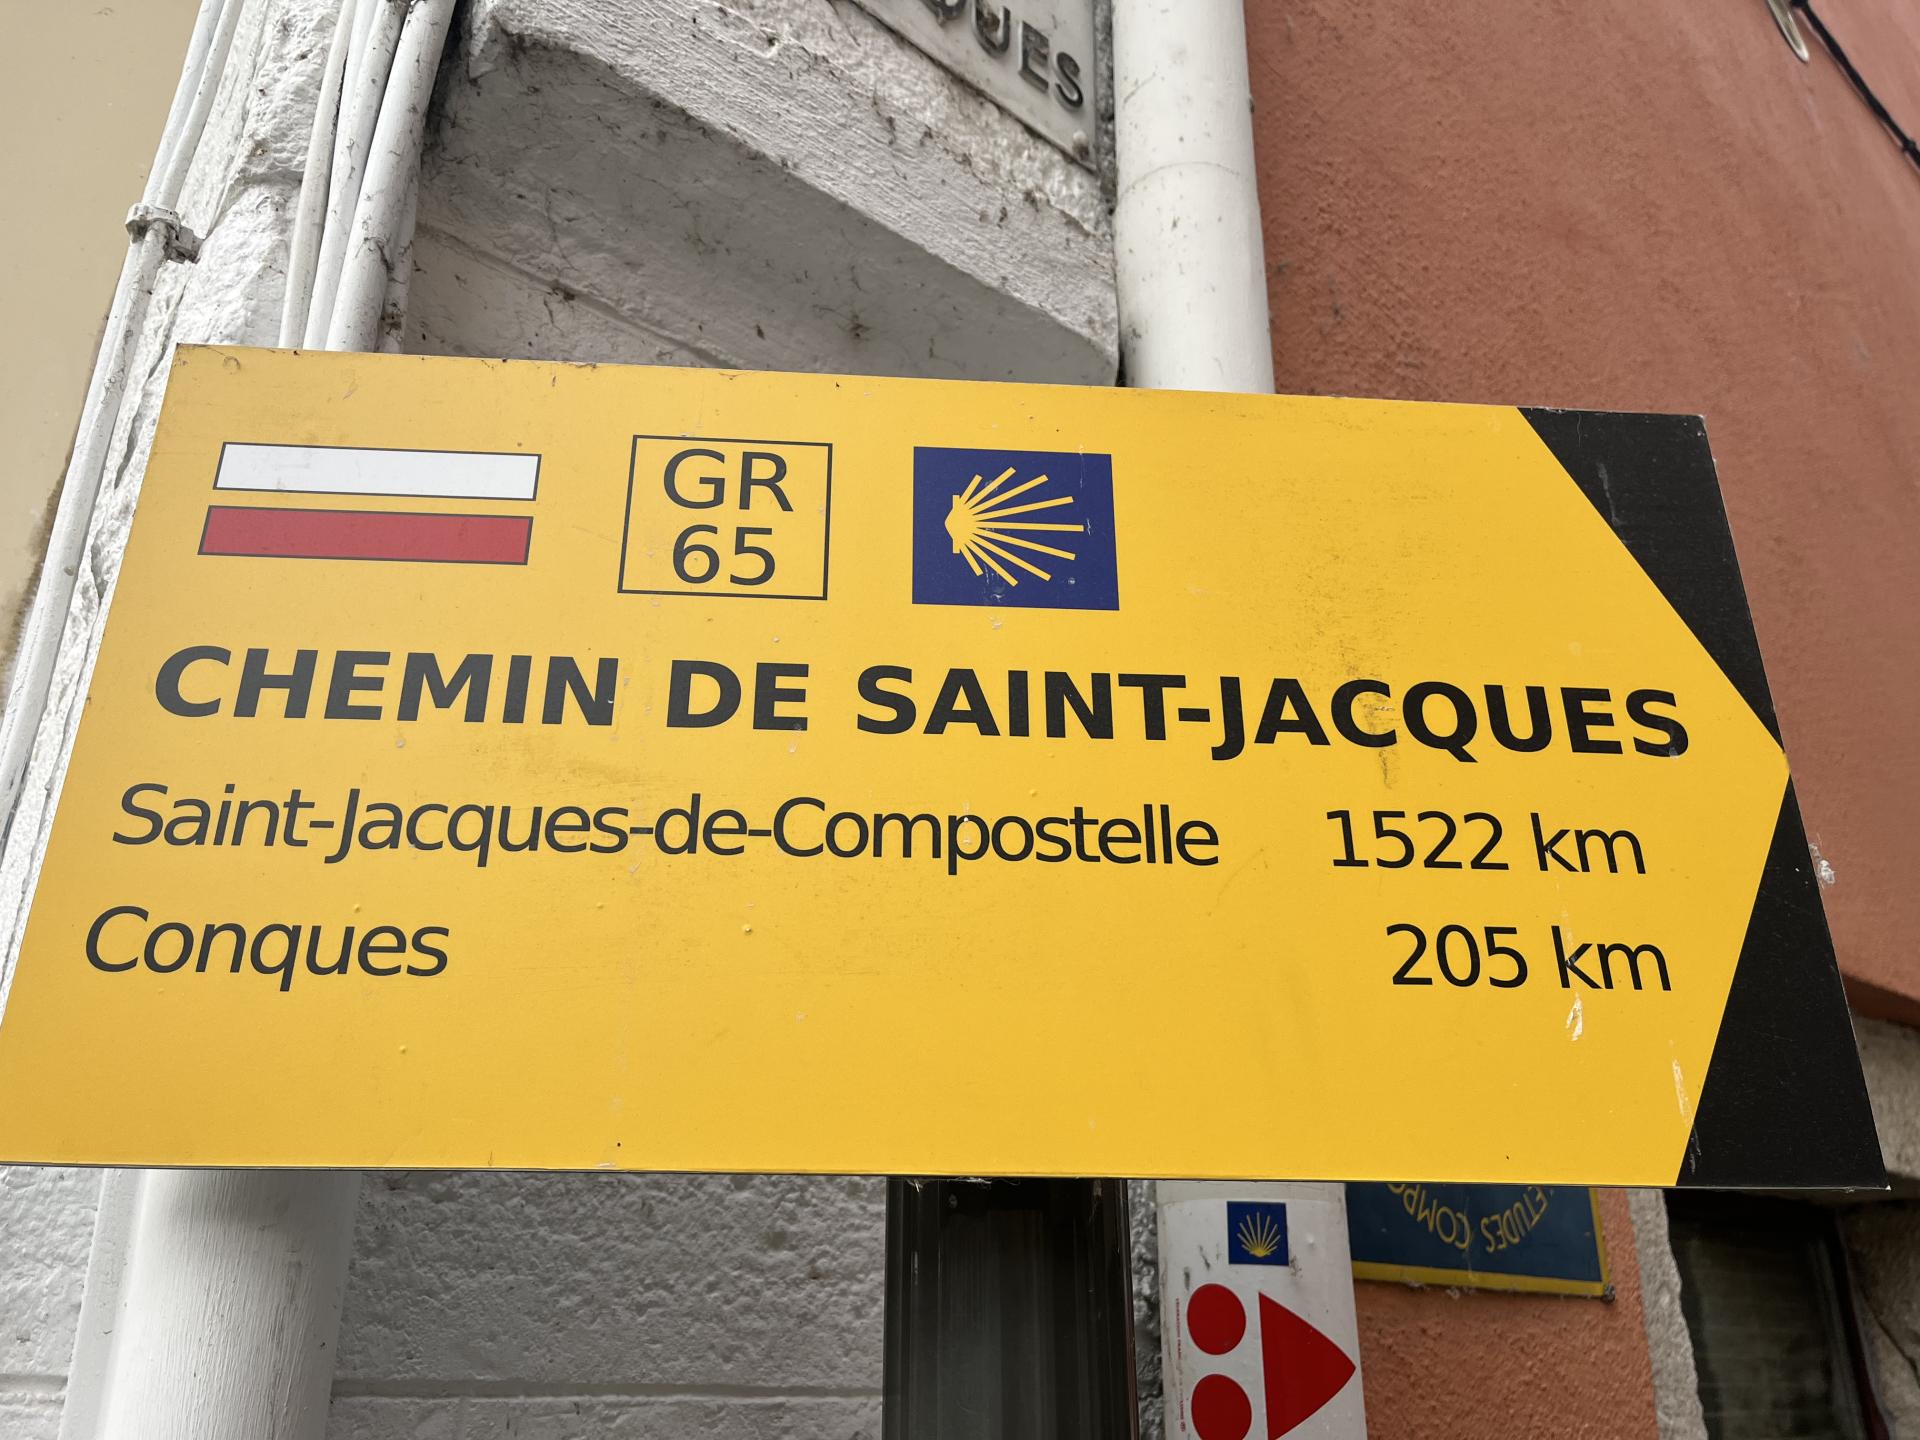 GR
65
CHEMIN DE SAINT-JACQUES
Saint-Jacques-de-Compostelle 1522 km
Conques 205 km